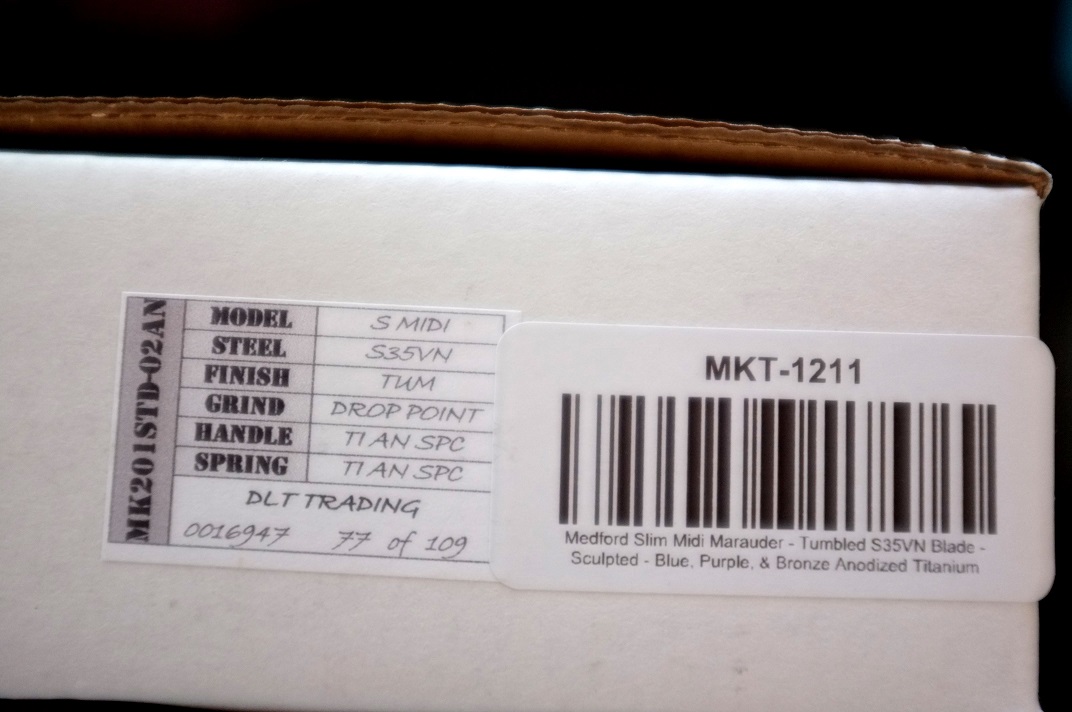 MK201STD-02AN
MODEL S MIDI
STEEL S35VN
FINISH TUM
GRIND DROP POINT
HANDLE TI AN SPC
SPRING TI AN SPC
DLT TRADING
0016947 77 of 109
MKT-1211
Medford Slim Midi Marauder - Tumbled S35VN Blade -
Sculpted - Blue, Purple, & Bronze Anodized Titanium